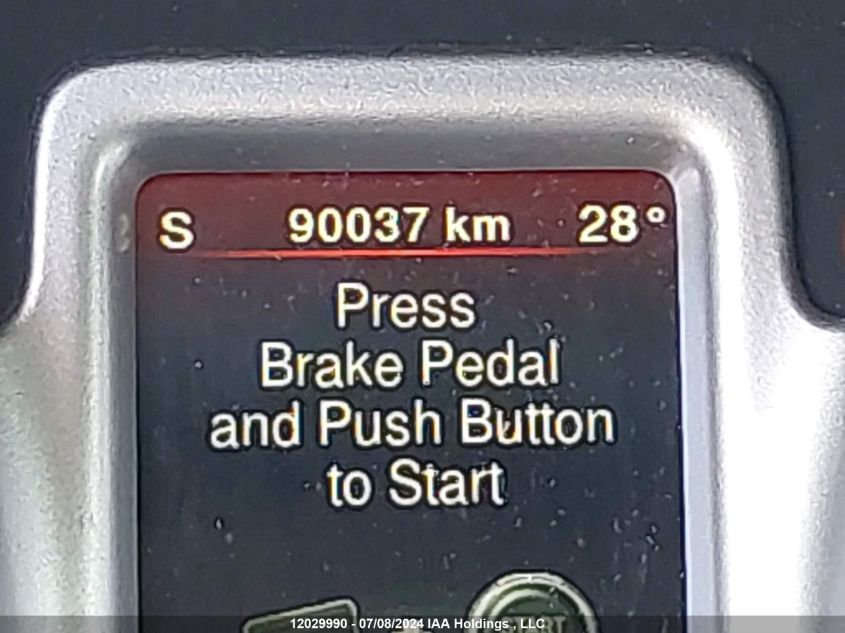 S 90037 km 28°
Press
Brake Pedal
and Push Button
to Start
12029990 - 07/08/2024 IAA Holdings , LLC